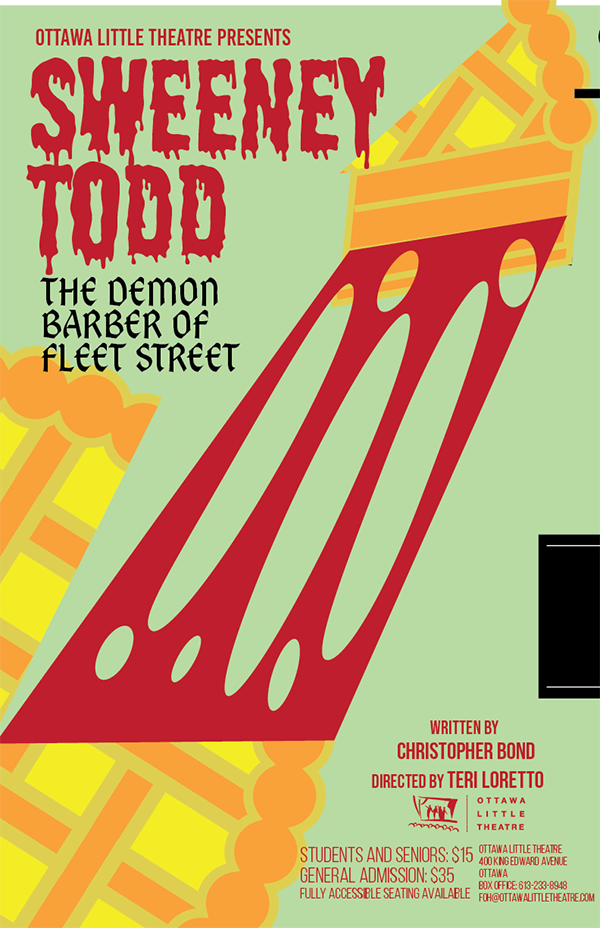 OTTAWA LITTLE THEATRE PRESENTS
SWEENEY
TODD
THE DEMON
BARBER OF
FLEET STREET
WRITTEN BY
CHRISTOPHER BOND
DIRECTED BY TERI LORETTO
OTTAWA
LITTLE
THEATRE
STUDENTS AND SENIORS: $15
GENERAL ADMISSION: $35
FULLY ACCESSIBLE SEATING AVAILABLE
OTTAWA LITTLE THEATRE
400 KING EDWARD AVENUE
OTTAWA
BOX OFFICE: 613-233-8948
FOH@OTTAWALITTLETHEATRE.COM